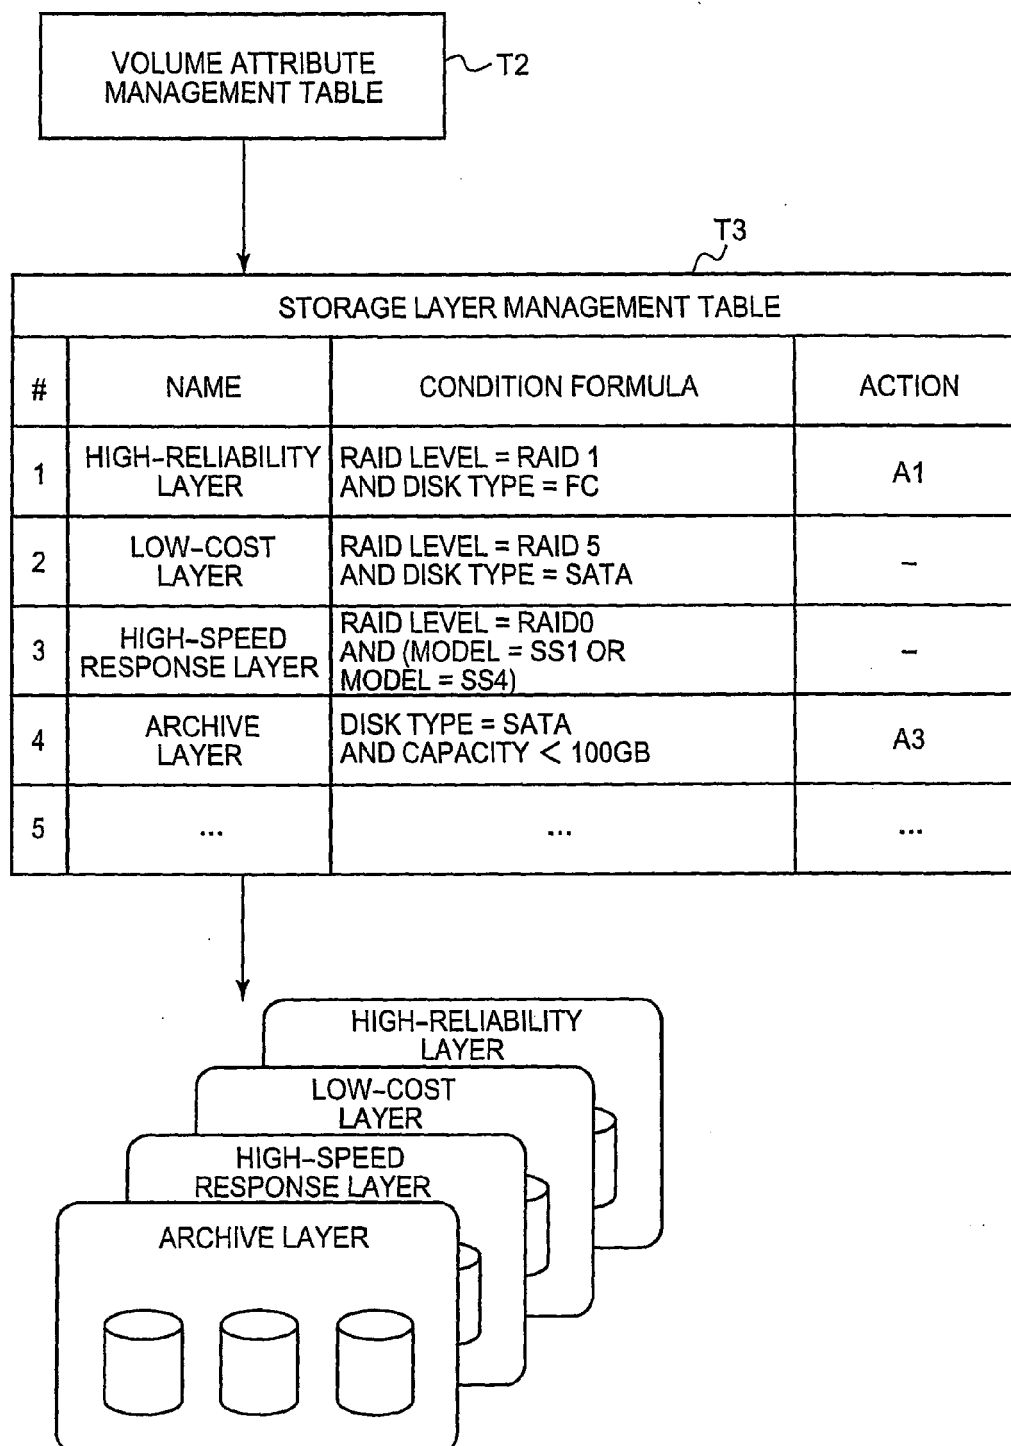 VOLUME ATTRIBUTE
MANAGEMENT TABLE
T2
T3
STORAGE LAYER MANAGEMENT TABLE
#
NAME
CONDITION FORMULA
ACTION
1
HIGH-RELIABILITY
LAYER
RAID LEVEL = RAID 1
AND DISK TYPE = FC
A1
2
LOW-COST
LAYER
RAID LEVEL = RAID 5
AND DISK TYPE = SATA
–
3
HIGH-SPEED
RESPONSE LAYER
RAID LEVEL = RAID0
AND (MODEL = SS1 OR
MODEL = SS4)
–
4
ARCHIVE
LAYER
DISK TYPE = SATA
AND CAPACITY < 100GB
A3
5
...
...
...
HIGH-RELIABILITY
LAYER
LOW-COST
LAYER
HIGH-SPEED
RESPONSE LAYER
ARCHIVE LAYER